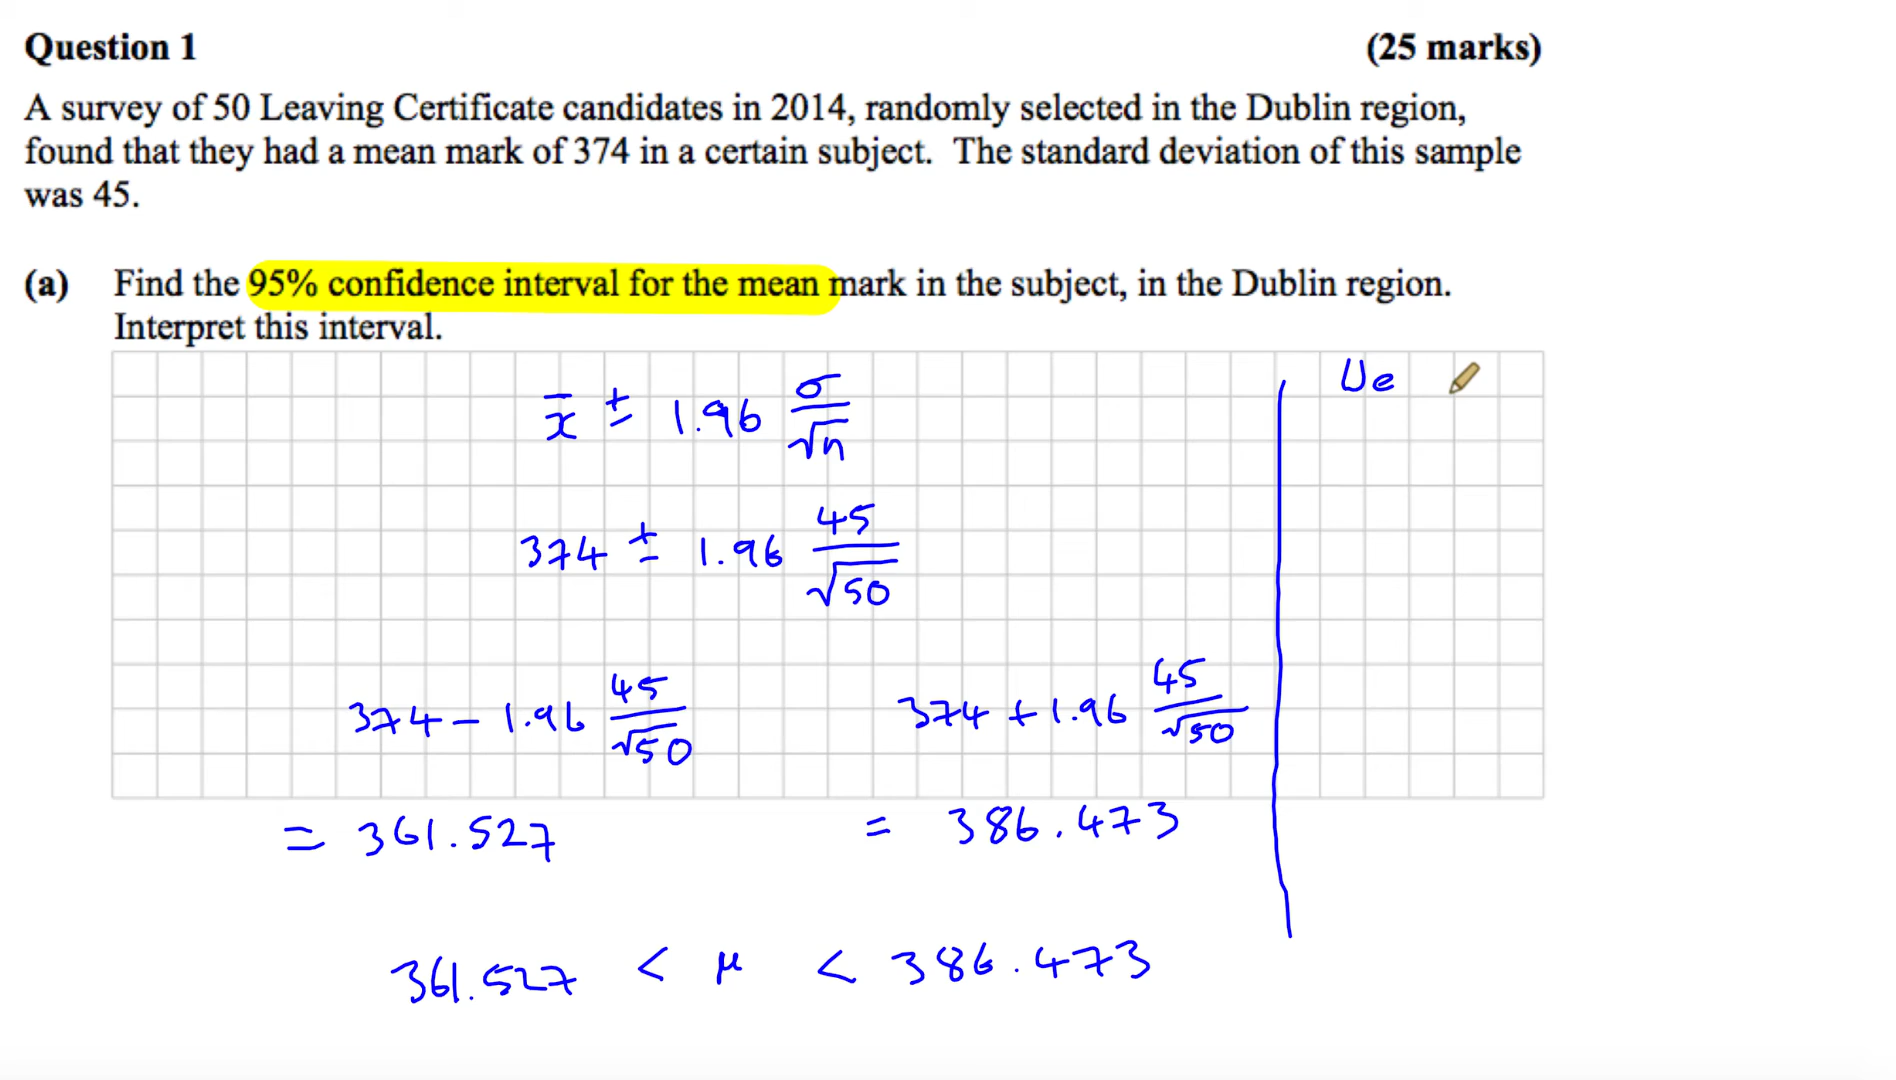 Question 1 (25 marks)
A survey of 50 Leaving Certificate candidates in 2014, randomly selected in the Dublin region,
found that they had a mean mark of 374 in a certain subject. The standard deviation of this sample
was 45.
(a) Find the 95% confidence interval for the mean mark in the subject, in the Dublin region.
Interpret this interval.
x̄ ± 1.96 σ/√n
374 ± 1.96 45/√50
374 − 1.96 45/√50
= 361.527
374 + 1.96 45/√50
= 386.473
361.527 < μ < 386.473
We